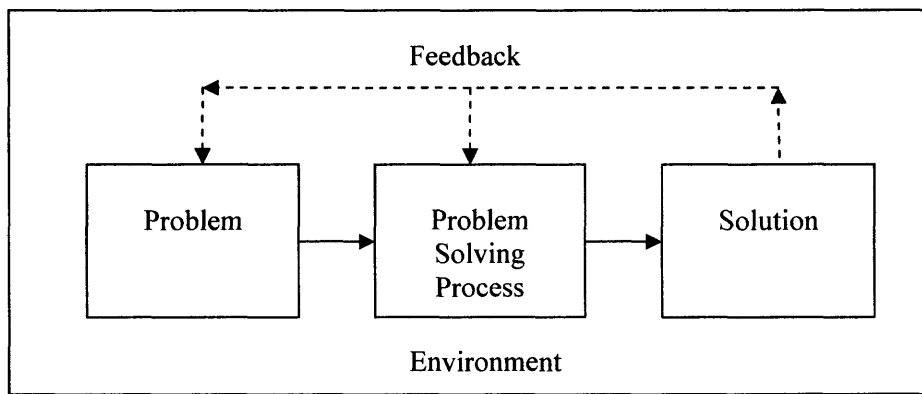 Feedback
Problem
Problem
Solving
Process
Solution
Environment